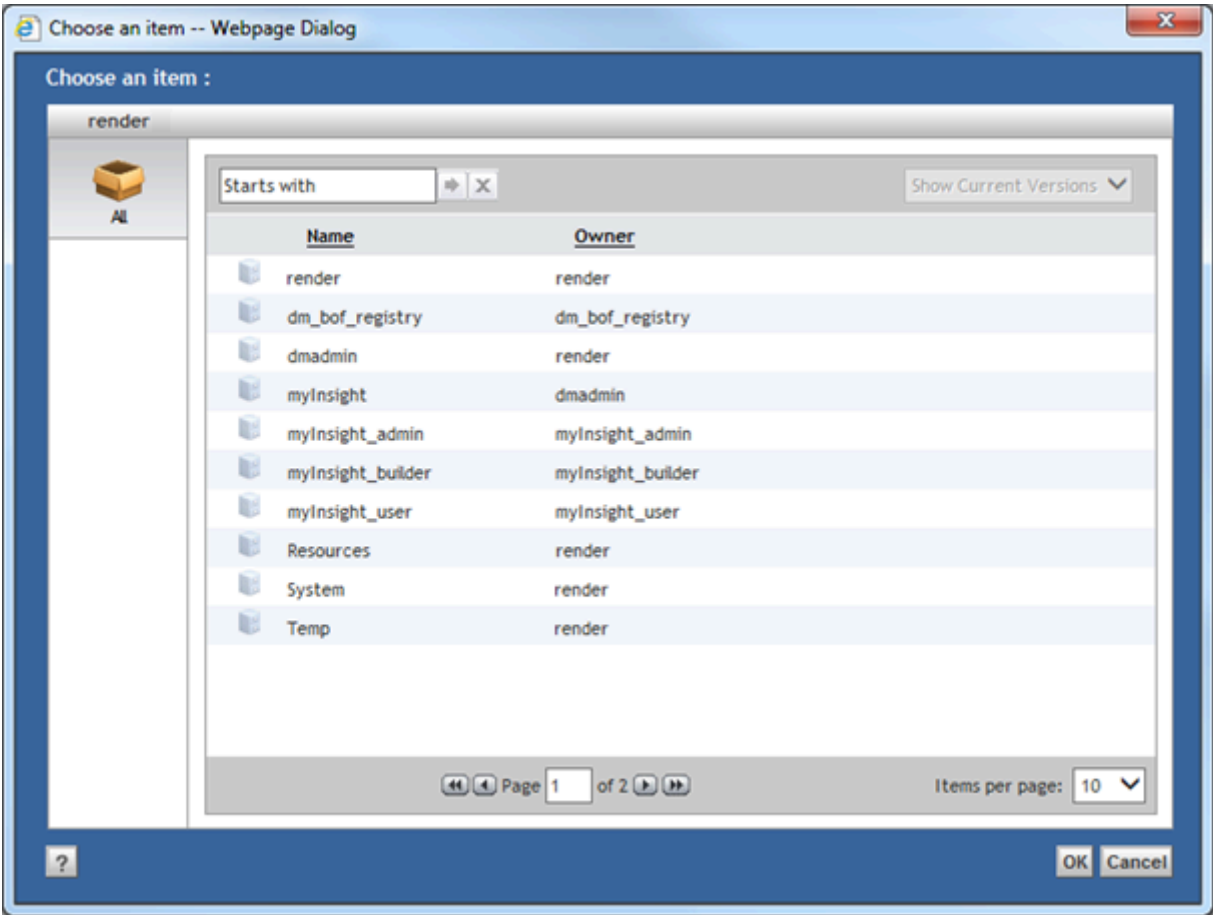 Choose an item -- Webpage Dialog
x
Choose an item :
render
All
Starts with x Show Current Versions
Name Owner
render render
dm_bof_registry dm_bof_registry
dmadmin render
myInsight dmadmin
myInsight_admin myInsight_admin
myInsight_builder myInsight_builder
myInsight_user myInsight_user
Resources render
System render
Temp render
Page 1 of 2 Items per page: 10
? OK Cancel